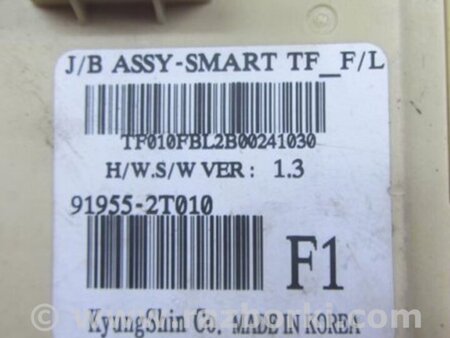 J/B ASSY-SMART TF_F/L
TF010FBL2B00241030
H/W.S/W VER: 1.3
91955-2T010
F1
KyungShin Co. MADE IN KOREA